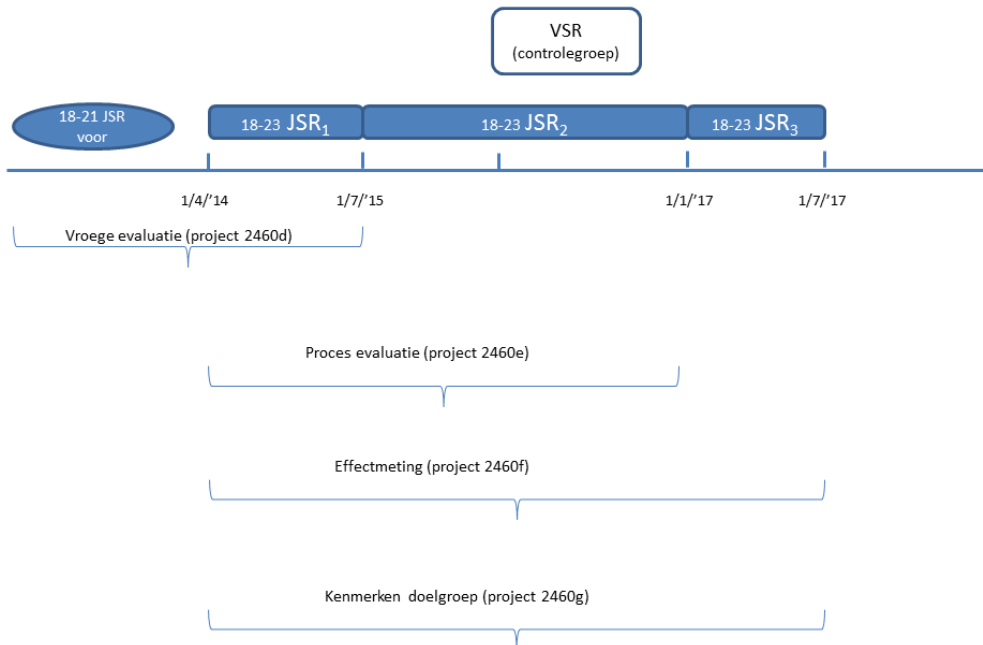 VSR
(controlegroep)
18-21 JSR
voor
18-23 JSR₁
18-23 JSR₂
18-23 JSR₃
1/4/'14
1/7/'15
1/1/'17
1/7/'17
Vroege evaluatie (project 2460d)
Proces evaluatie (project 2460e)
Effectmeting (project 2460f)
Kenmerken doelgroep (project 2460g)